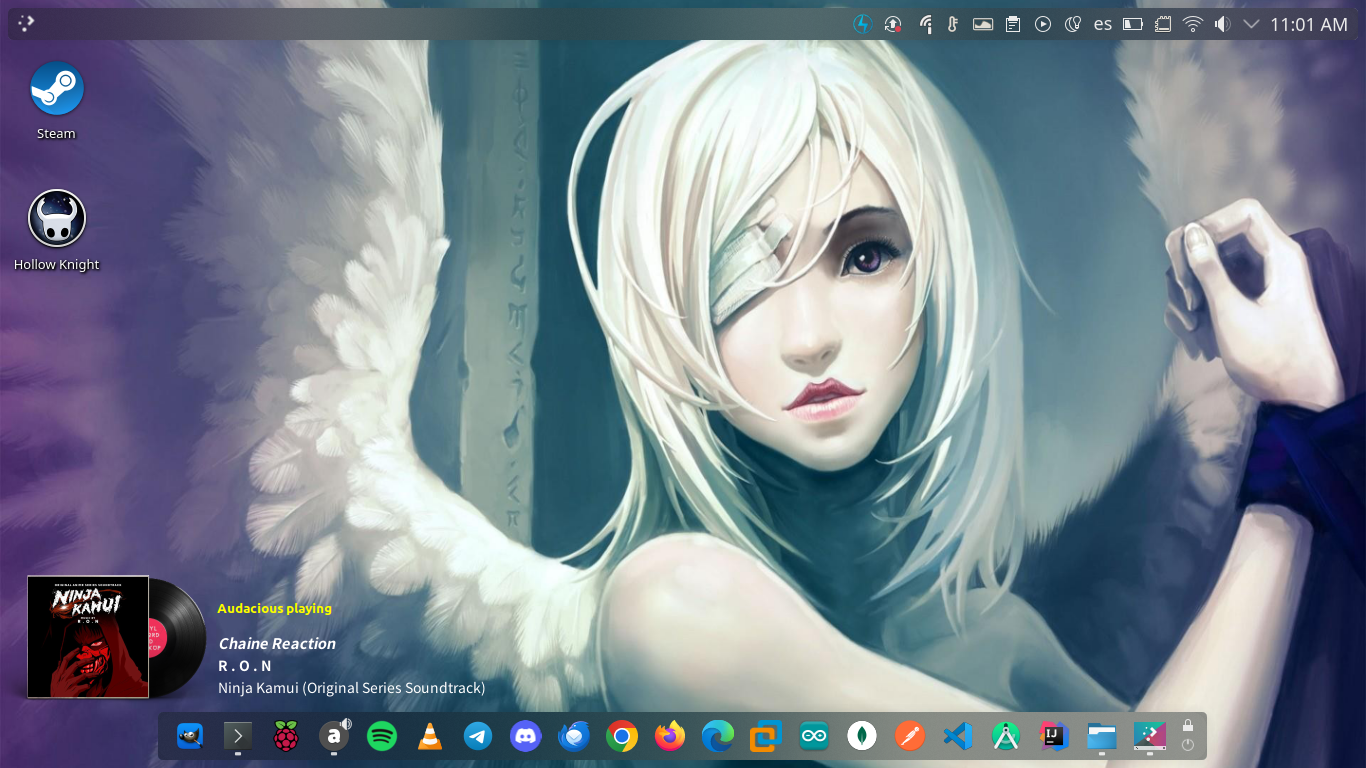 es
11:01 AM
Steam
Hollow Knight
ORIGINAL ANIME SERIES SOUNDTRACK
NINJA
KAMUI
MUSIC BY
R.O.N
Audacious playing
Chaine Reaction
R.O.N
Ninja Kamui (Original Series Soundtrack)
a
IJ